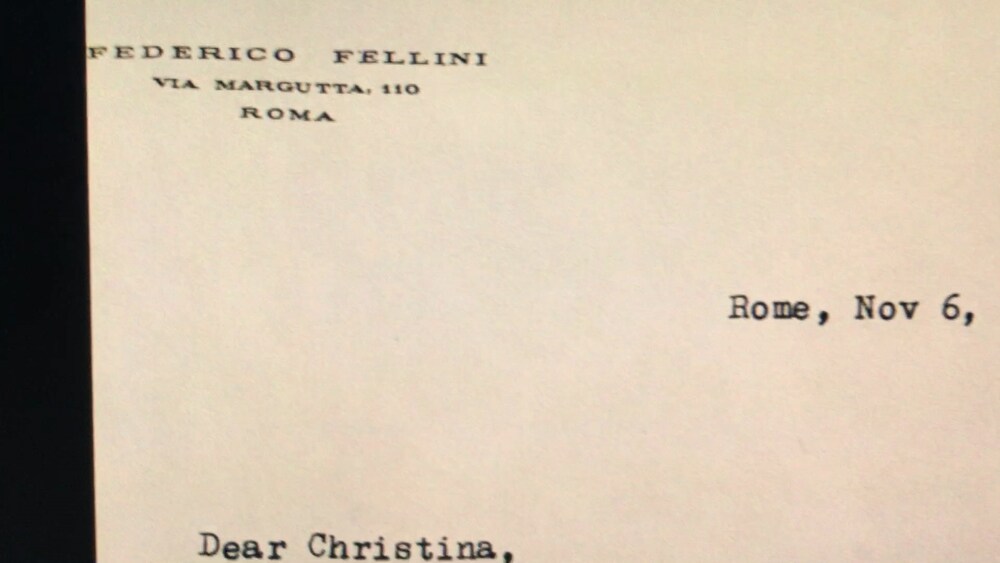 FEDERICO FELLINI
VIA MARGUTTA, 110
ROMA
Rome, Nov 6,
Dear Christina,